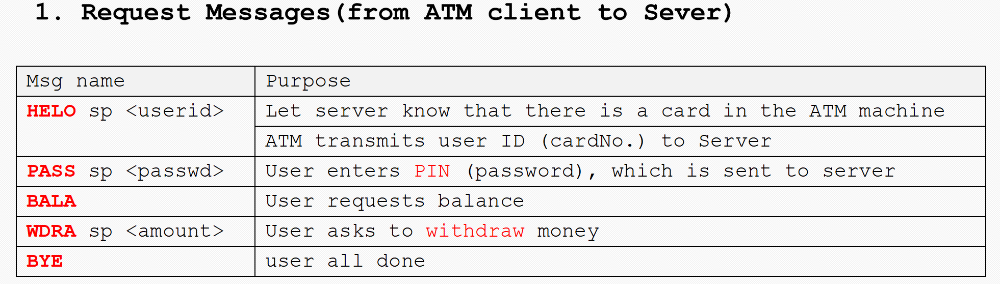 1. Request Messages(from ATM client to Sever)
Msg name Purpose
HELO sp <userid> Let server know that there is a card in the ATM machine
ATM transmits user ID (cardNo.) to Server
PASS sp <passwd> User enters PIN (password), which is sent to server
BALA User requests balance
WDRA sp <amount> User asks to withdraw money
BYE user all done